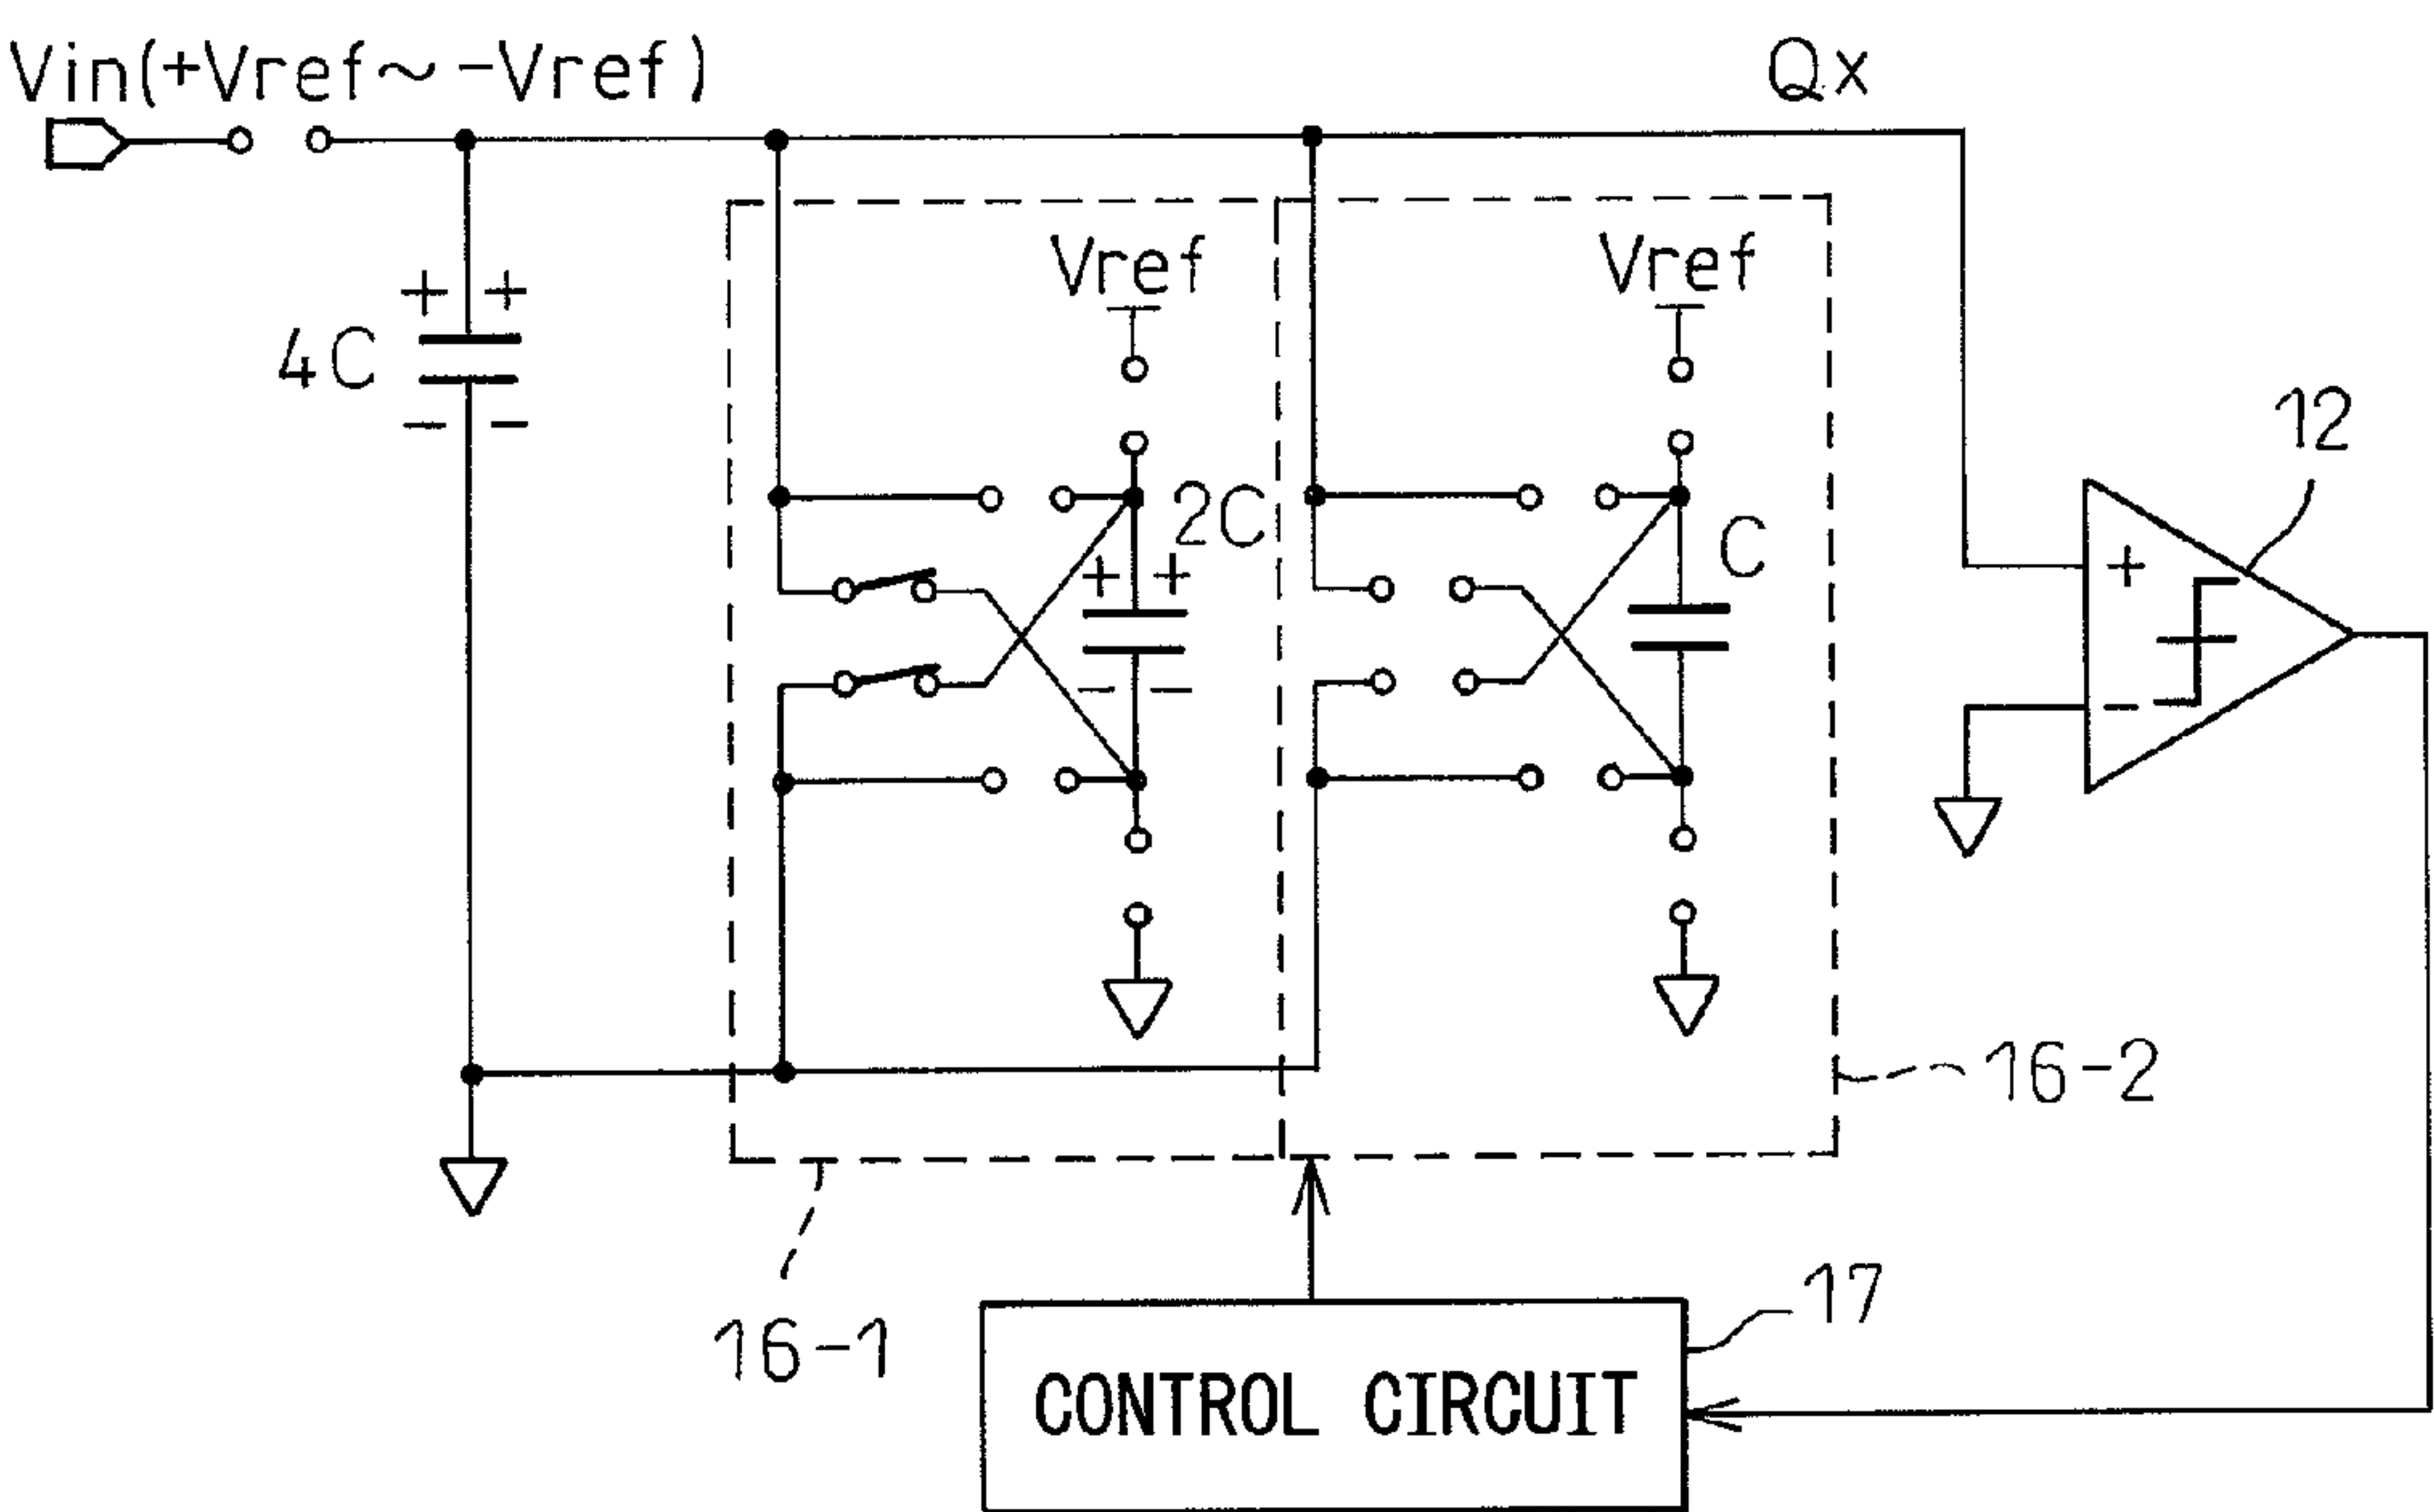 Vin(+Vref~ -Vref)
Qx
Vref
Vref
+ +
4C
- -
12
2C
C
+ +
+
- -
-
16-2
16-1
17
CONTROL CIRCUIT